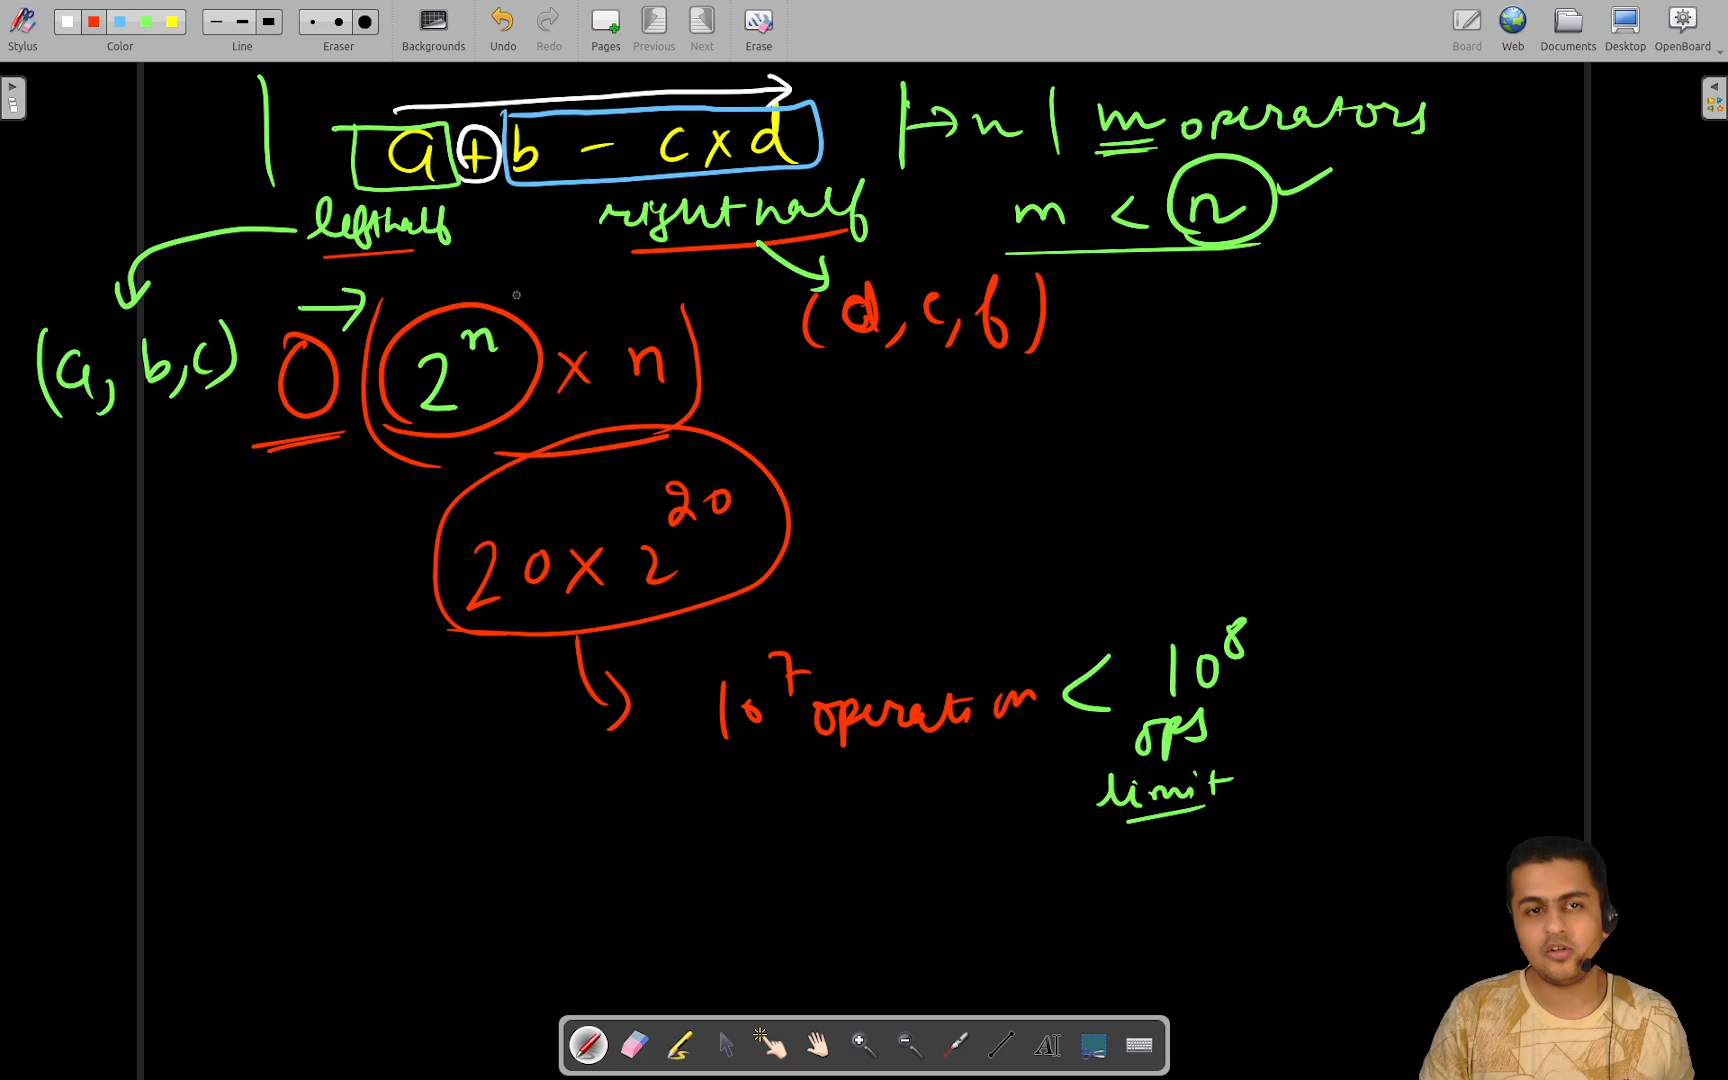 Stylus
Color
Line
Eraser
Backgrounds
Undo
Redo
Pages
Previous
Next
Erase
Board
Web
Documents
Desktop
OpenBoard
a + b - c x d
→ n | m operators
left half
right half
m < n
(a, b, c)
O (2^n x n)
(d, c, b)
20 x 2^20
10^7 operation < 10^8
ops
limit
AI